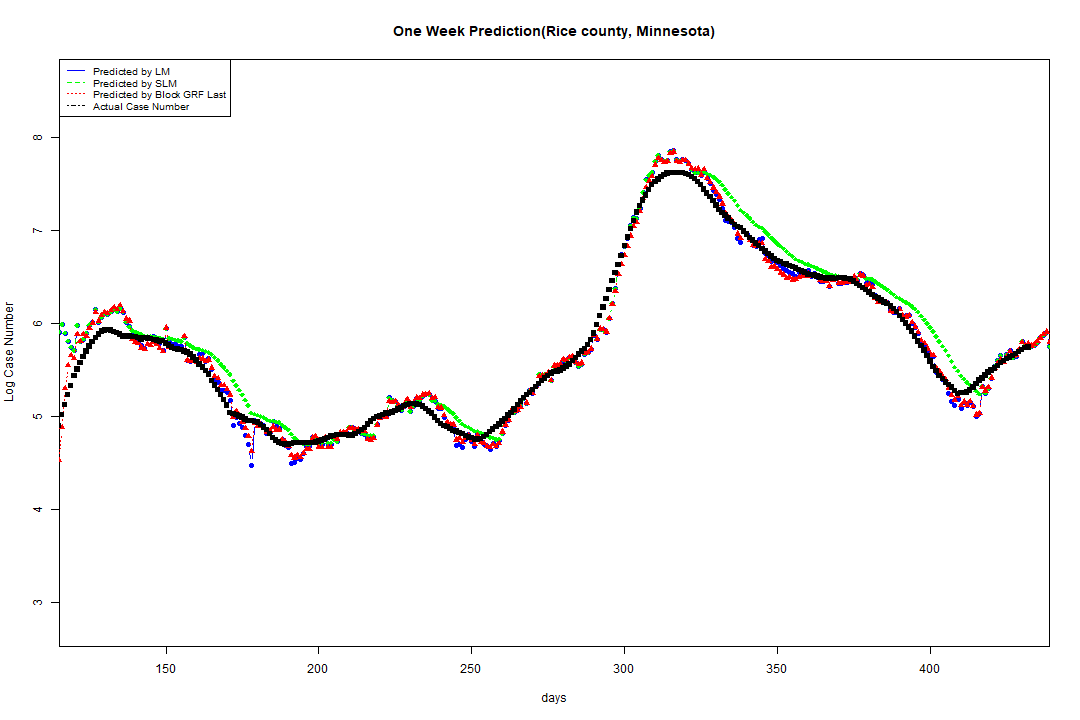 One Week Prediction(Rice county, Minnesota)
Predicted by LM
Predicted by SLM
Predicted by Block GRF Last
Actual Case Number
8
7
6
5
4
3
Log Case Number
150 200 250 300 350 400
days